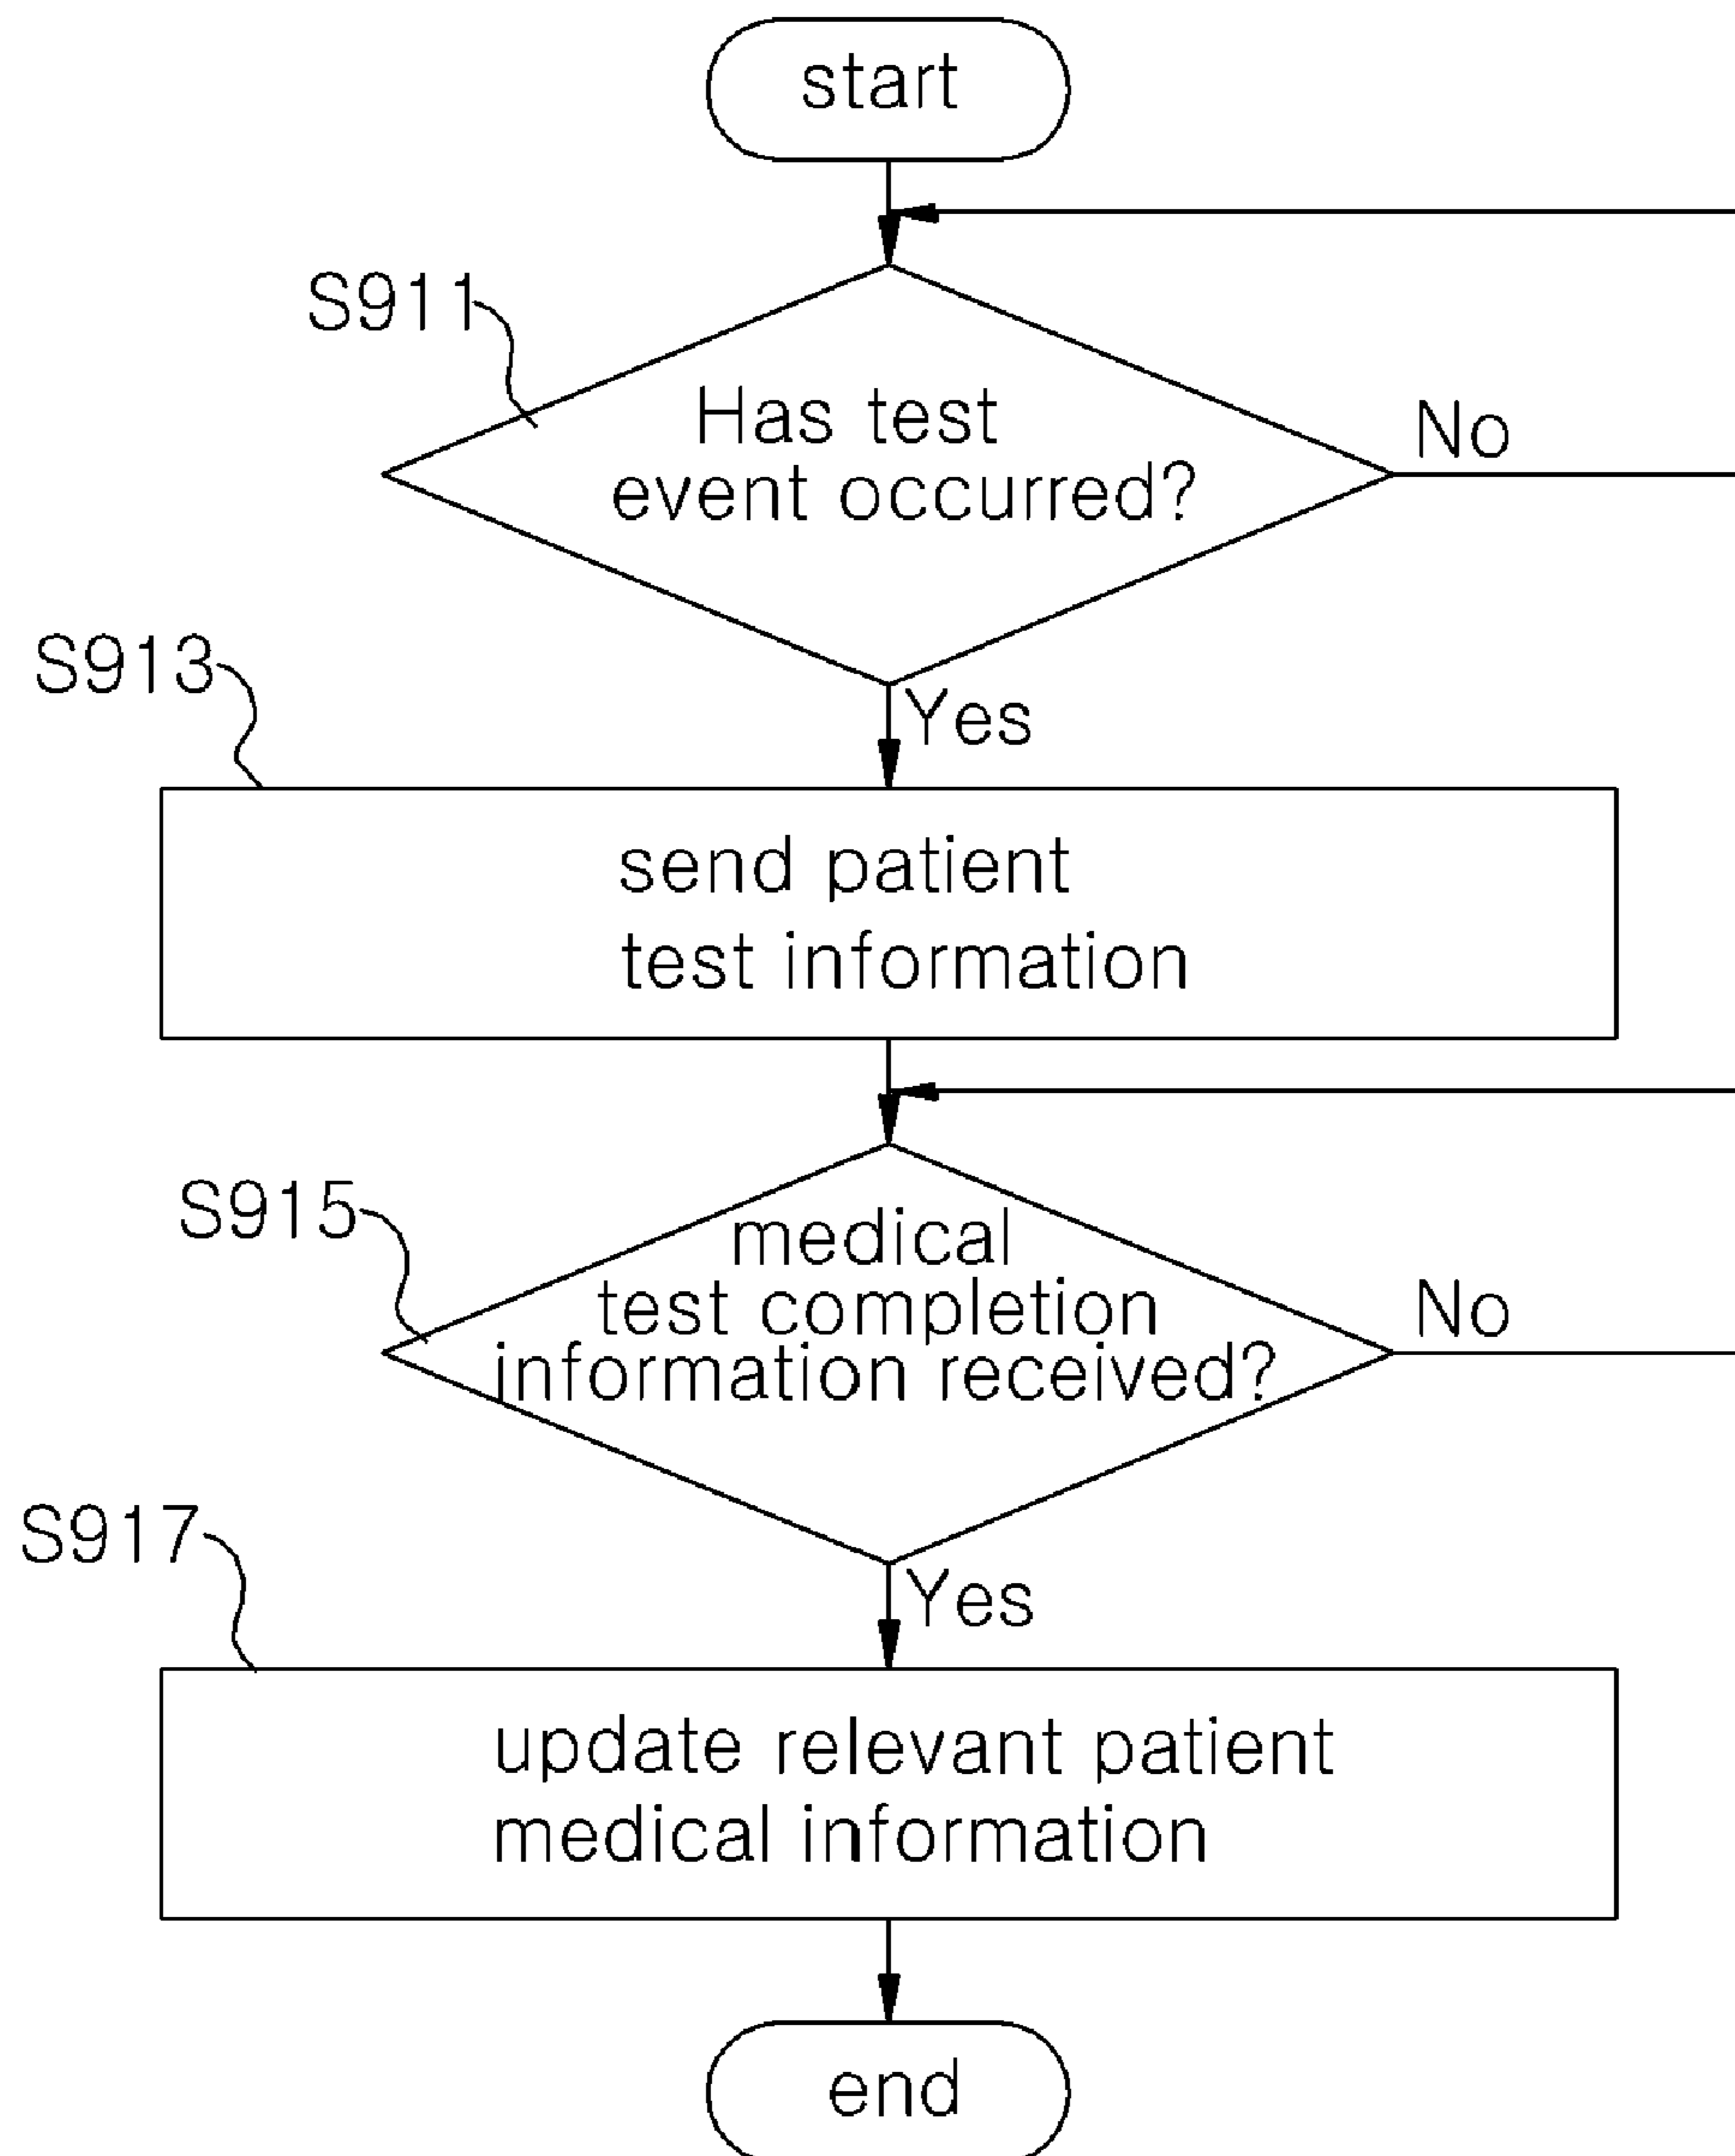 start
S911
Has test
event occurred?
No
S913
Yes
send patient
test information
S915
medical
test completion
information received?
No
S917
Yes
update relevant patient
medical information
end